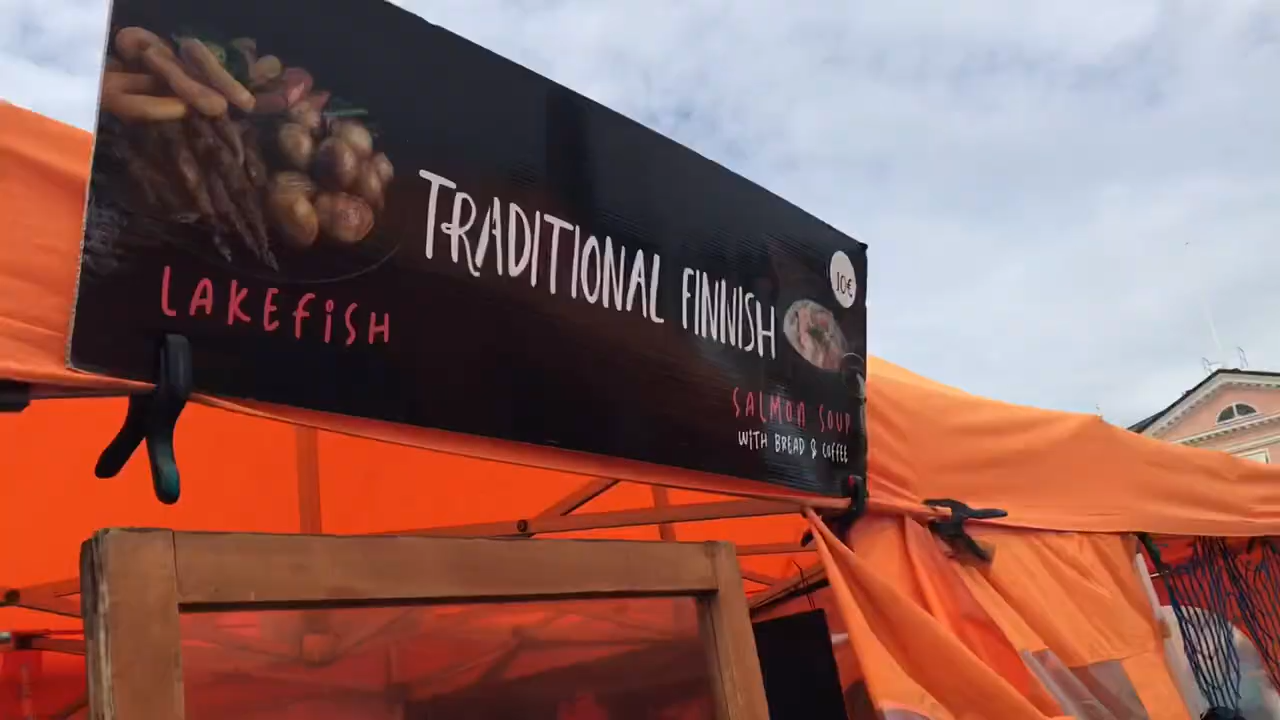 LAKEFiSH
TRADITIONAL FINNISH
10€
SALMON SOUP
WITH BREAD & COFFEE